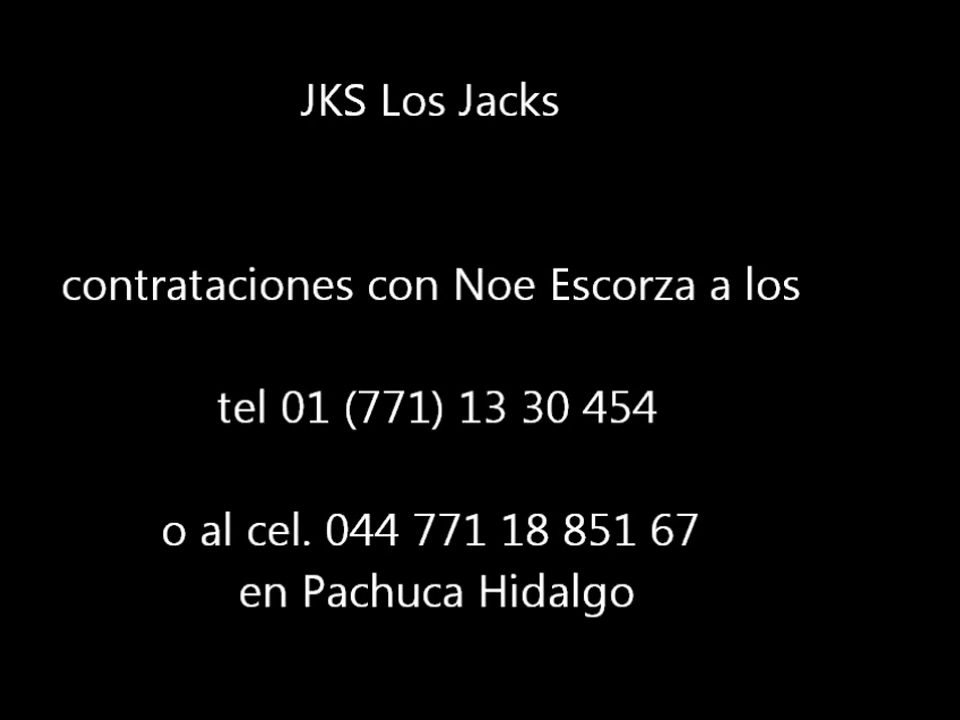 JKS Los Jacks
contrataciones con Noe Escorza a los
tel 01 (771) 13 30 454
o al cel. 044 771 18 851 67
en Pachuca Hidalgo